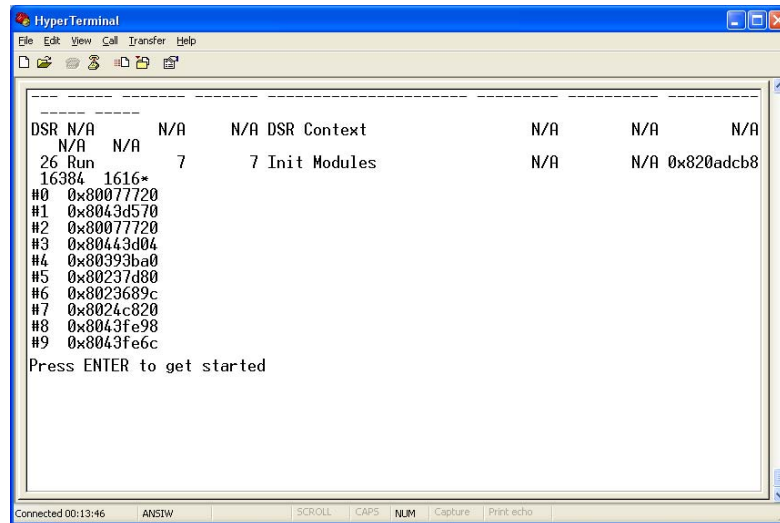 HyperTerminal
File Edit View Call Transfer Help
--- ----- ------- ------- ---------------------- --------- ---------- ----------
----- -----
DSR N/A N/A N/A DSR Context N/A N/A N/A
N/A N/A
26 Run 7 7 Init Modules N/A N/A 0x820adcb8
16384 1616*
#0 0x80077720
#1 0x8043d570
#2 0x80077720
#3 0x80443d04
#4 0x80393ba0
#5 0x80237d80
#6 0x8023689c
#7 0x8024c820
#8 0x8043fe98
#9 0x8043fe6c
Press ENTER to get started
Connected 00:13:46 ANSIW SCROLL CAPS NUM Capture Print echo